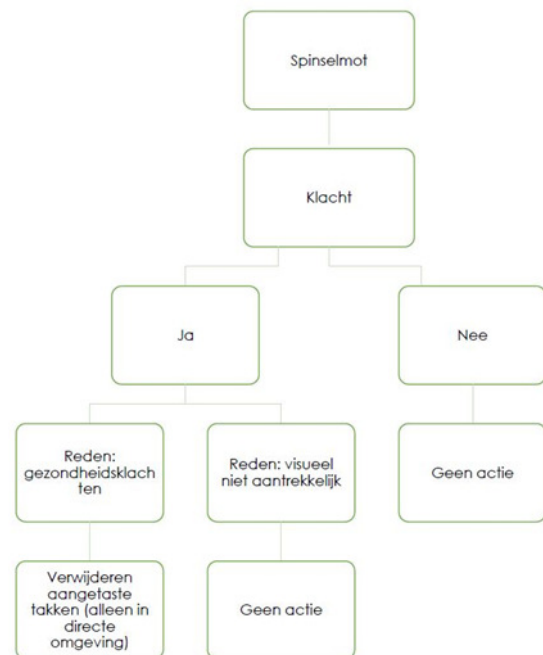 Spinselmot
Klacht
Ja
Nee
Reden:
gezondheidsklach
ten
Reden: visueel
niet aantrekkelijk
Geen actie
Verwijderen
aangetaste
takken (alleen in
directe
omgeving)
Geen actie